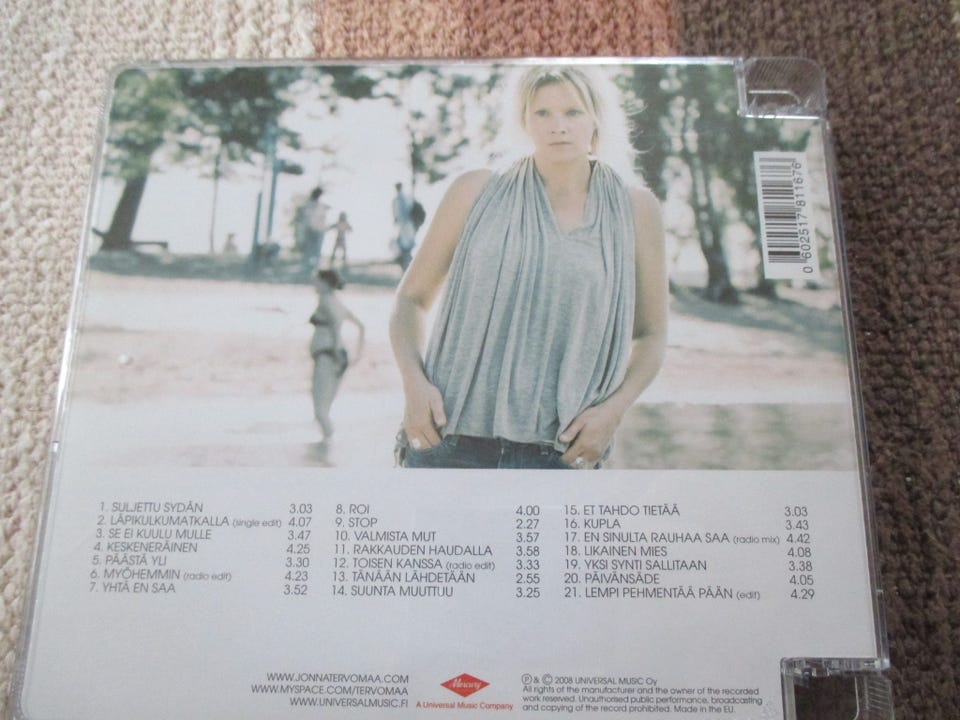 0 602517 811676
1. SULJETTU SYDÄN 3.03
2. LÄPIKULKUMATKALLA (single edit) 4.07
3. SE EI KUULU MULLE 3.47
4. KESKENERÄINEN 4.25
5. PÄÄSTÄ YLI 3.30
6. MYÖHEMMIN (radio edit) 4.23
7. YHTÄ EN SAA 3.52
8. ROI 4.00
9. STOP 2.27
10. VALMISTA MUT 3.57
11. RAKKAUDEN HAUDALLA 3.58
12. TOISEN KANSSA (radio edit) 3.33
13. TÄNÄÄN LÄHDETÄÄN 2.55
14. SUUNTA MUUTTUU 3.25
15. ET TAHDO TIETÄÄ 3.03
16. KUPLA 3.43
17. EN SINULTA RAUHAA SAA (radio mix) 4.42
18. LIKAINEN MIES 4.08
19. YKSI SYNTI SALLITAAN 3.38
20. PÄIVÄNSÄDE 4.05
21. LEMPI PEHMENTÄÄ PÄÄN (edit) 4.29
WWW.JONNATERVOMAA.COM
WWW.MYSPACE.COM/TERVOMAA
WWW.UNIVERSALMUSIC.FI
Mercury
A Universal Music Company
℗ & © 2008 UNIVERSAL MUSIC Oy
All rights of the manufacturer and the owner of the recorded
work reserved. Unauthorised public performance, broadcasting
and copying of the record prohibited. Made in the EU.